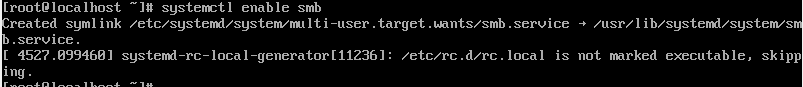 [root@localhost ~]# systemctl enable smb
Created symlink /etc/systemd/system/multi-user.target.wants/smb.service → /usr/lib/systemd/system/sm
b.service.
[ 4527.099460] systemd-rc-local-generator[11236]: /etc/rc.d/rc.local is not marked executable, skipp
ing.
[root@localhost ~]#